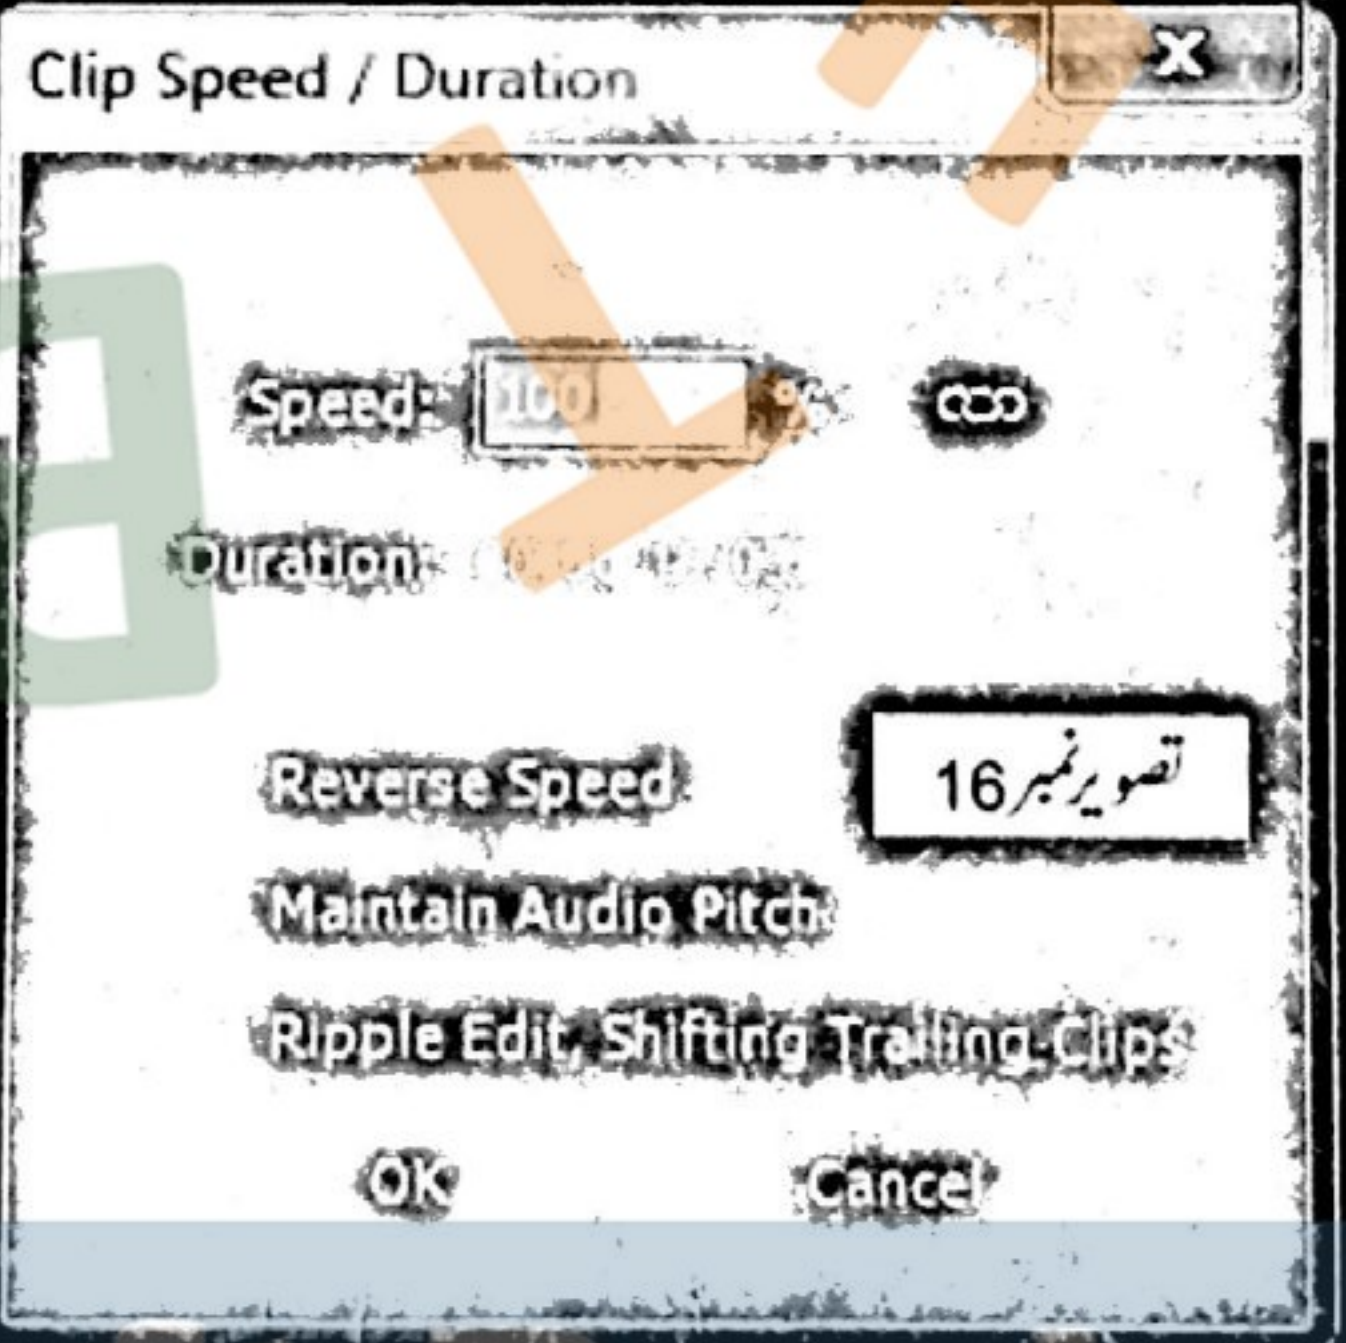 Clip Speed / Duration
Speed: 100 %
Duration:
Reverse Speed
تصویر نمبر 16
Maintain Audio Pitch
Ripple Edit, Shifting Trailing Clips
OK Cancel